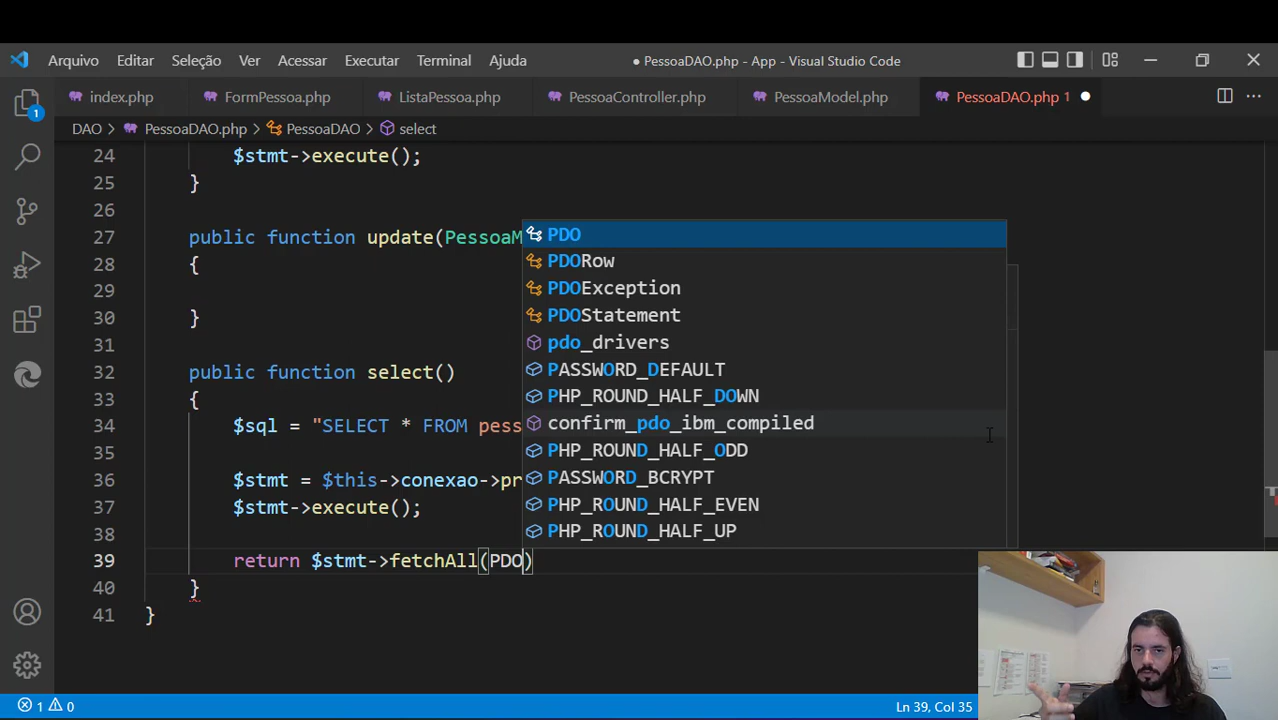 Arquivo Editar Seleção Ver Acessar Executar Terminal Ajuda ● PessoaDAO.php - App - Visual Studio Code
index.php FormPessoa.php ListaPessoa.php PessoaController.php PessoaModel.php PessoaDAO.php 1 ●
DAO > PessoaDAO.php > PessoaDAO > select
1
24 $stmt->execute();
25 }
26
27 public function update(PessoaM
28 {
29
30 }
31
32 public function select()
33 {
34 $sql = "SELECT * FROM pess
35
36 $stmt = $this->conexao->pr
37 $stmt->execute();
38
39 return $stmt->fetchAll(PDO)
40 }
41 }
PDO
PDORow
PDOException
PDOStatement
pdo_drivers
PASSWORD_DEFAULT
PHP_ROUND_HALF_DOWN
confirm_pdo_ibm_compiled
PHP_ROUND_HALF_ODD
PASSWORD_BCRYPT
PHP_ROUND_HALF_EVEN
PHP_ROUND_HALF_UP
1 0 Ln 39, Col 35